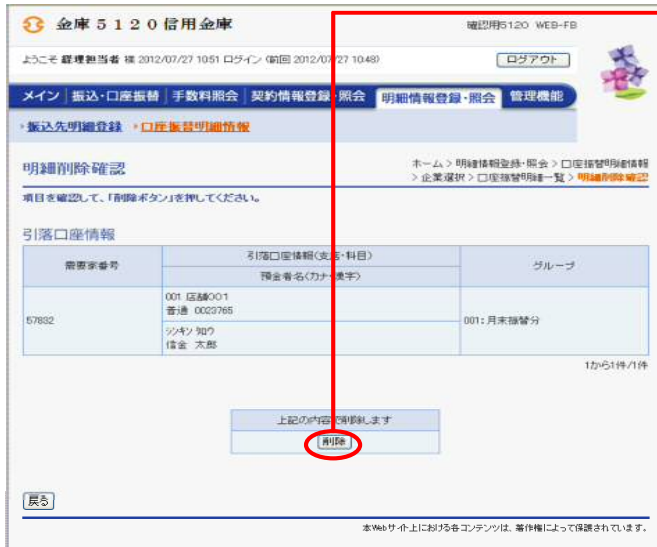 金庫５１２０信用金庫
確認用5120 WEB-FB
ようこそ 経理担当者 様 2012/07/27 1051 ログイン (前回 2012/07/27 1048)
ログアウト
メイン 振込・口座振替 手数料照会 契約情報登録・照会 明細情報登録・照会 管理機能
振込先明細登録 口座振替明細情報
明細削除確認
ホーム > 明細情報登録・照会 > 口座振替明細情報
> 企業選択 > 口座振替明細一覧 > 明細削除確認
項目を確認して、「削除ボタン」を押してください。
引落口座情報
需要家番号
引落口座情報(支店・科目)
預金者名(カナ・漢字)
グループ
57832
001 店舗001
普通 0023765
シンキン タロウ
信金 太郎
001:月末振替分
1から1件/1件
上記の内容で削除します
削除
戻る
本Webサイト上における各コンテンツは、著作権によって保護されています。